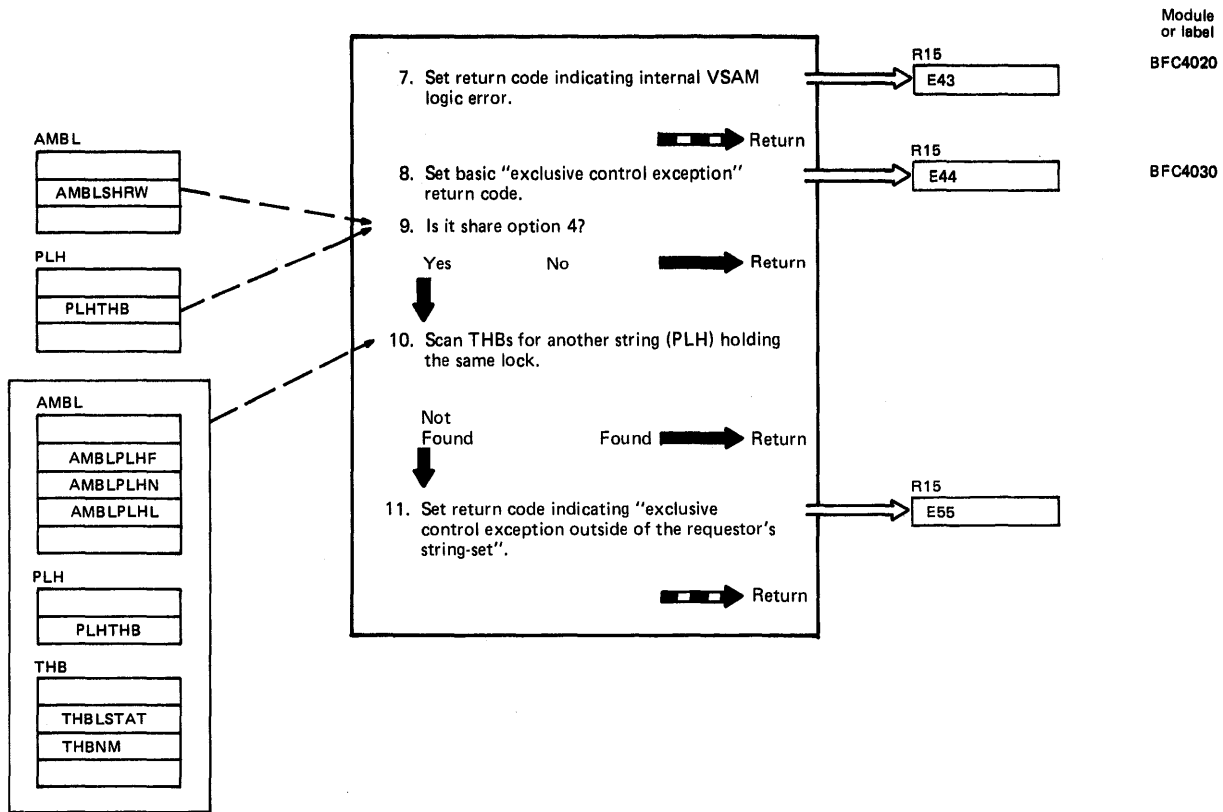 Module
or label
R15
BFC4020
7. Set return code indicating internal VSAM
logic error.
E43
Return
AMBL
AMBLSHRW
R15
BFC4030
8. Set basic "exclusive control exception"
return code.
E44
9. Is it share option 4?
Yes No Return
PLH
PLHTHB
10. Scan THBs for another string (PLH) holding
the same lock.
Not
Found Found Return
AMBL
AMBLPLHF
AMBLPLHN
AMBLPLHL
R15
11. Set return code indicating "exclusive
control exception outside of the requestor's
string-set".
E55
Return
PLH
PLHTHB
THB
THBLSTAT
THBNM